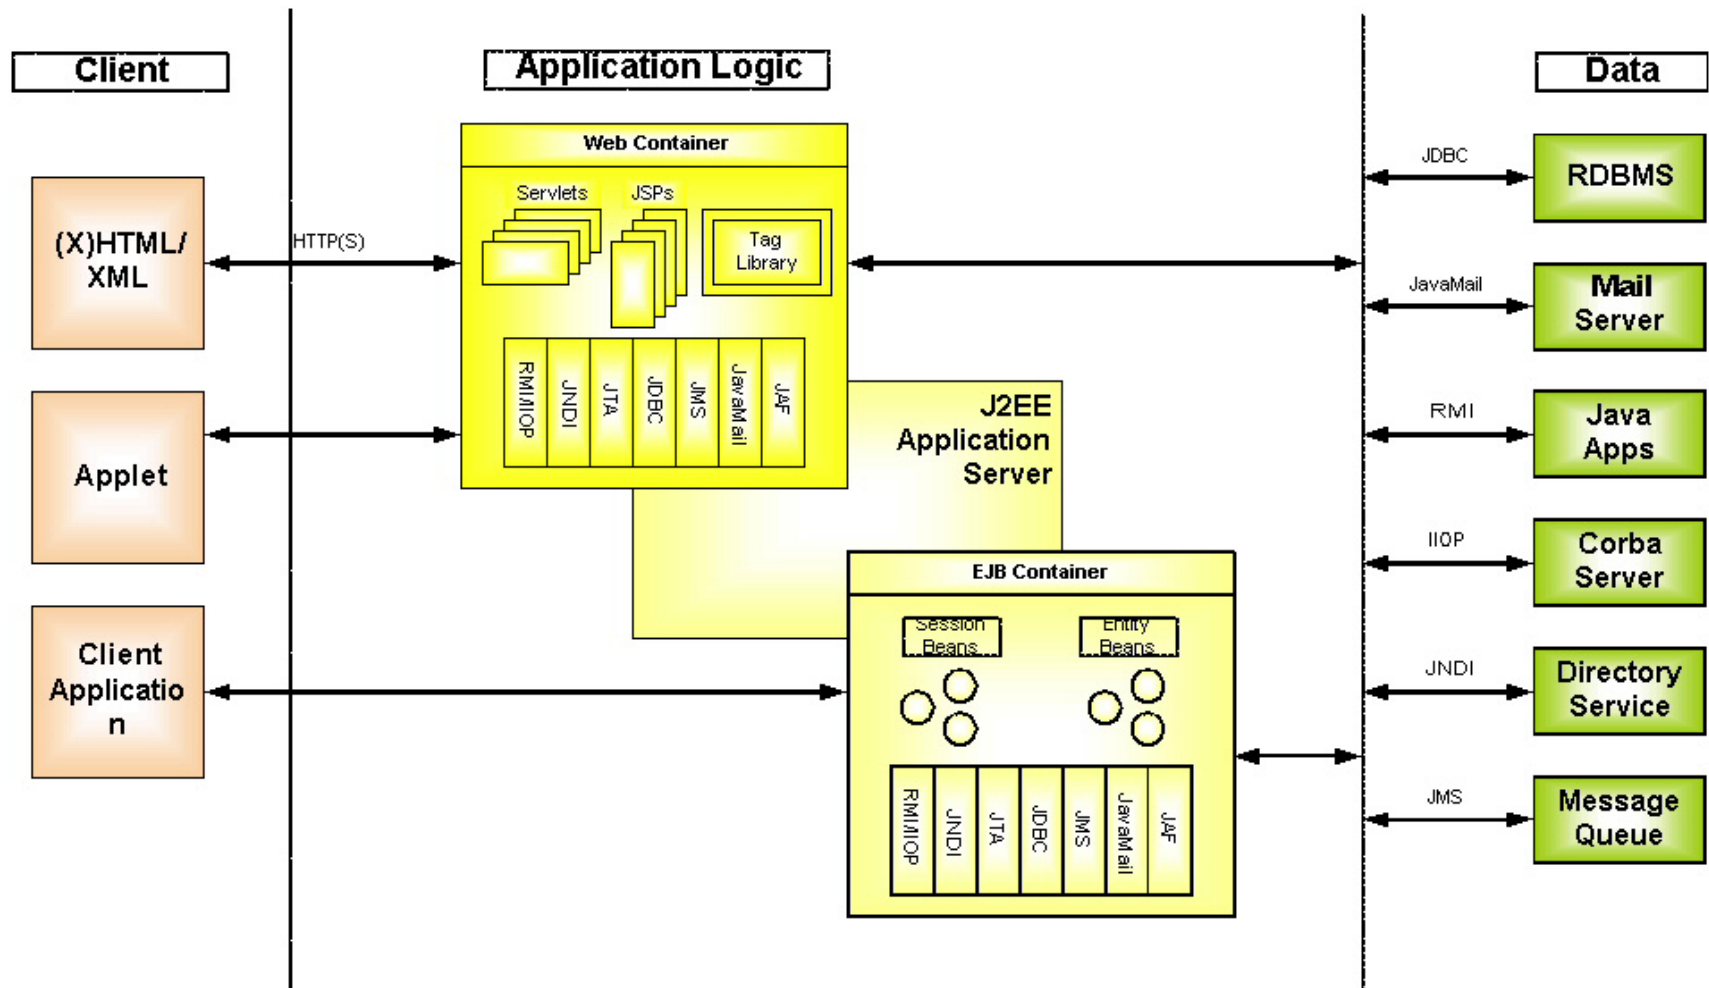 Client
Application Logic
Data
Web Container
Servlets
JSPs
Tag
Library
RMI/IIOP
JNDI
JTA
JDBC
JMS
JavaMail
JAF
(X)HTML/
XML
HTTP(S)
Applet
Client
Applicatio
n
J2EE
Application
Server
EJB Container
Session
Beans
Entity
Beans
RMI/IIOP
JNDI
JTA
JDBC
JMS
JavaMail
JAF
JDBC
RDBMS
JavaMail
Mail
Server
RMI
Java
Apps
IIOP
Corba
Server
JNDI
Directory
Service
JMS
Message
Queue